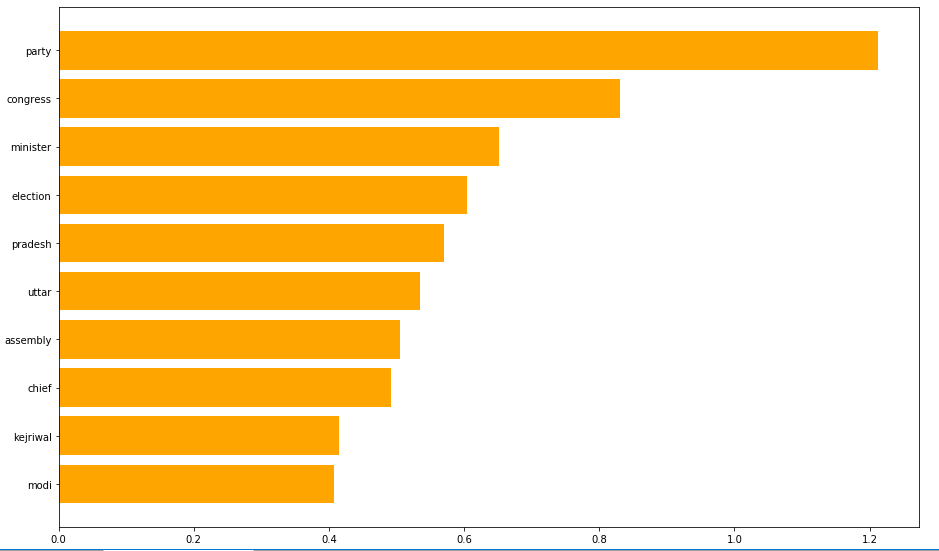 party
congress
minister
election
pradesh
uttar
assembly
chief
kejriwal
modi
0.0 0.2 0.4 0.6 0.8 1.0 1.2